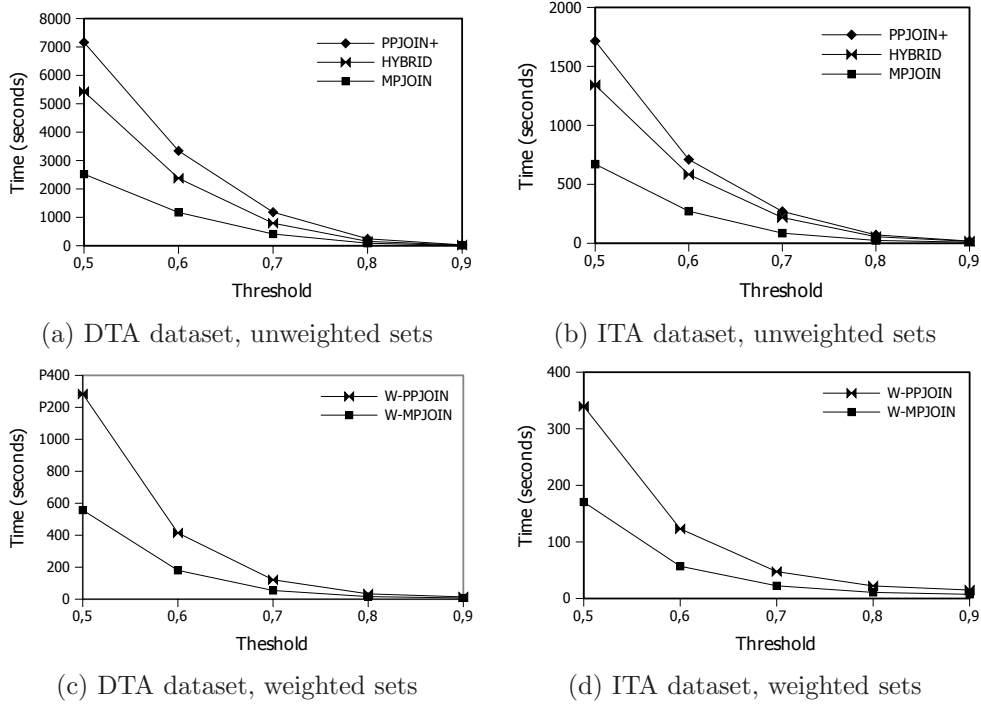 8000
7000
6000
5000
4000
3000
2000
1000
0
Time (seconds)
PPJOIN+
HYBRID
MPJOIN
0,5 0,6 0,7 0,8 0,9
Threshold
(a) DTA dataset, unweighted sets
2000
1500
1000
500
0
Time (seconds)
PPJOIN+
HYBRID
MPJOIN
0,5 0,6 0,7 0,8 0,9
Threshold
(b) ITA dataset, unweighted sets
P400
P200
1000
800
600
400
200
0
Time (seconds)
W-PPJOIN
W-MPJOIN
0,5 0,6 0,7 0,8 0,9
Theshold
(c) DTA dataset, weighted sets
400
300
200
100
0
Time (seconds)
W-PPJOIN
W-MPJOIN
0,5 0,6 0,7 0,8 0,9
Threshold
(d) ITA dataset, weighted sets